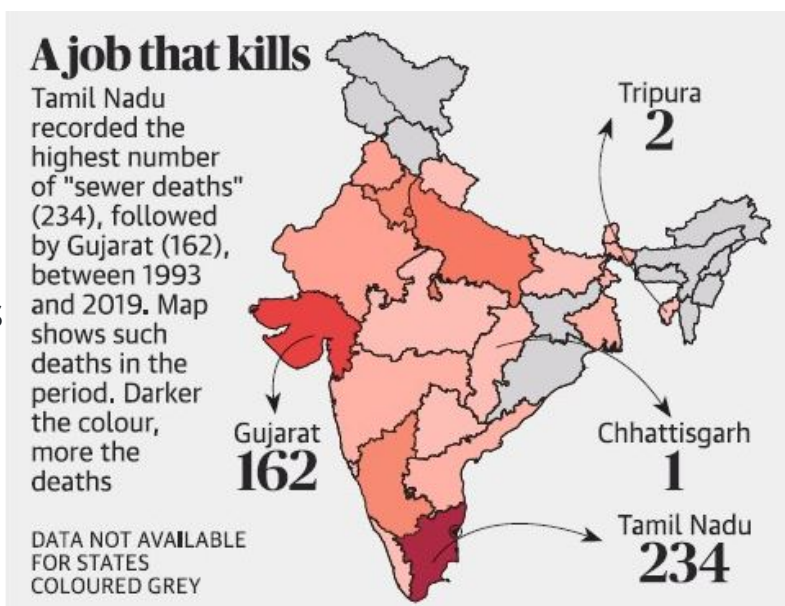 A job that kills
Tamil Nadu
recorded the
highest number
of "sewer deaths"
(234), followed
by Gujarat (162),
between 1993
and 2019. Map
shows such
deaths in the
period. Darker
the colour,
more the
deaths
DATA NOT AVAILABLE
FOR STATES
COLOURED GREY
Tripura
2
Gujarat
162
Chhattisgarh
1
Tamil Nadu
234